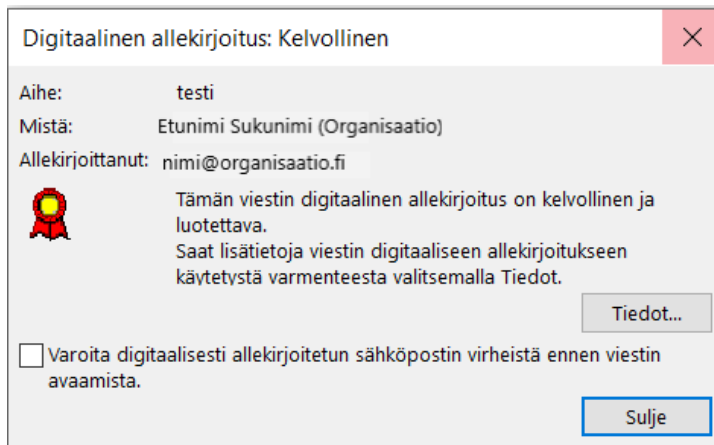 Digitaalinen allekirjoitus: Kelvollinen
Aihe: testi
Mistä: Etunimi Sukunimi (Organisaatio)
Allekirjoittanut: nimi@organisaatio.fi
Tämän viestin digitaalinen allekirjoitus on kelvollinen ja
luotettava.
Saat lisätietoja viestin digitaaliseen allekirjoitukseen
käytetystä varmenteesta valitsemalla Tiedot.
Tiedot...
Varoita digitaalisesti allekirjoitetun sähköpostin virheistä ennen viestin
avaamista.
Sulje